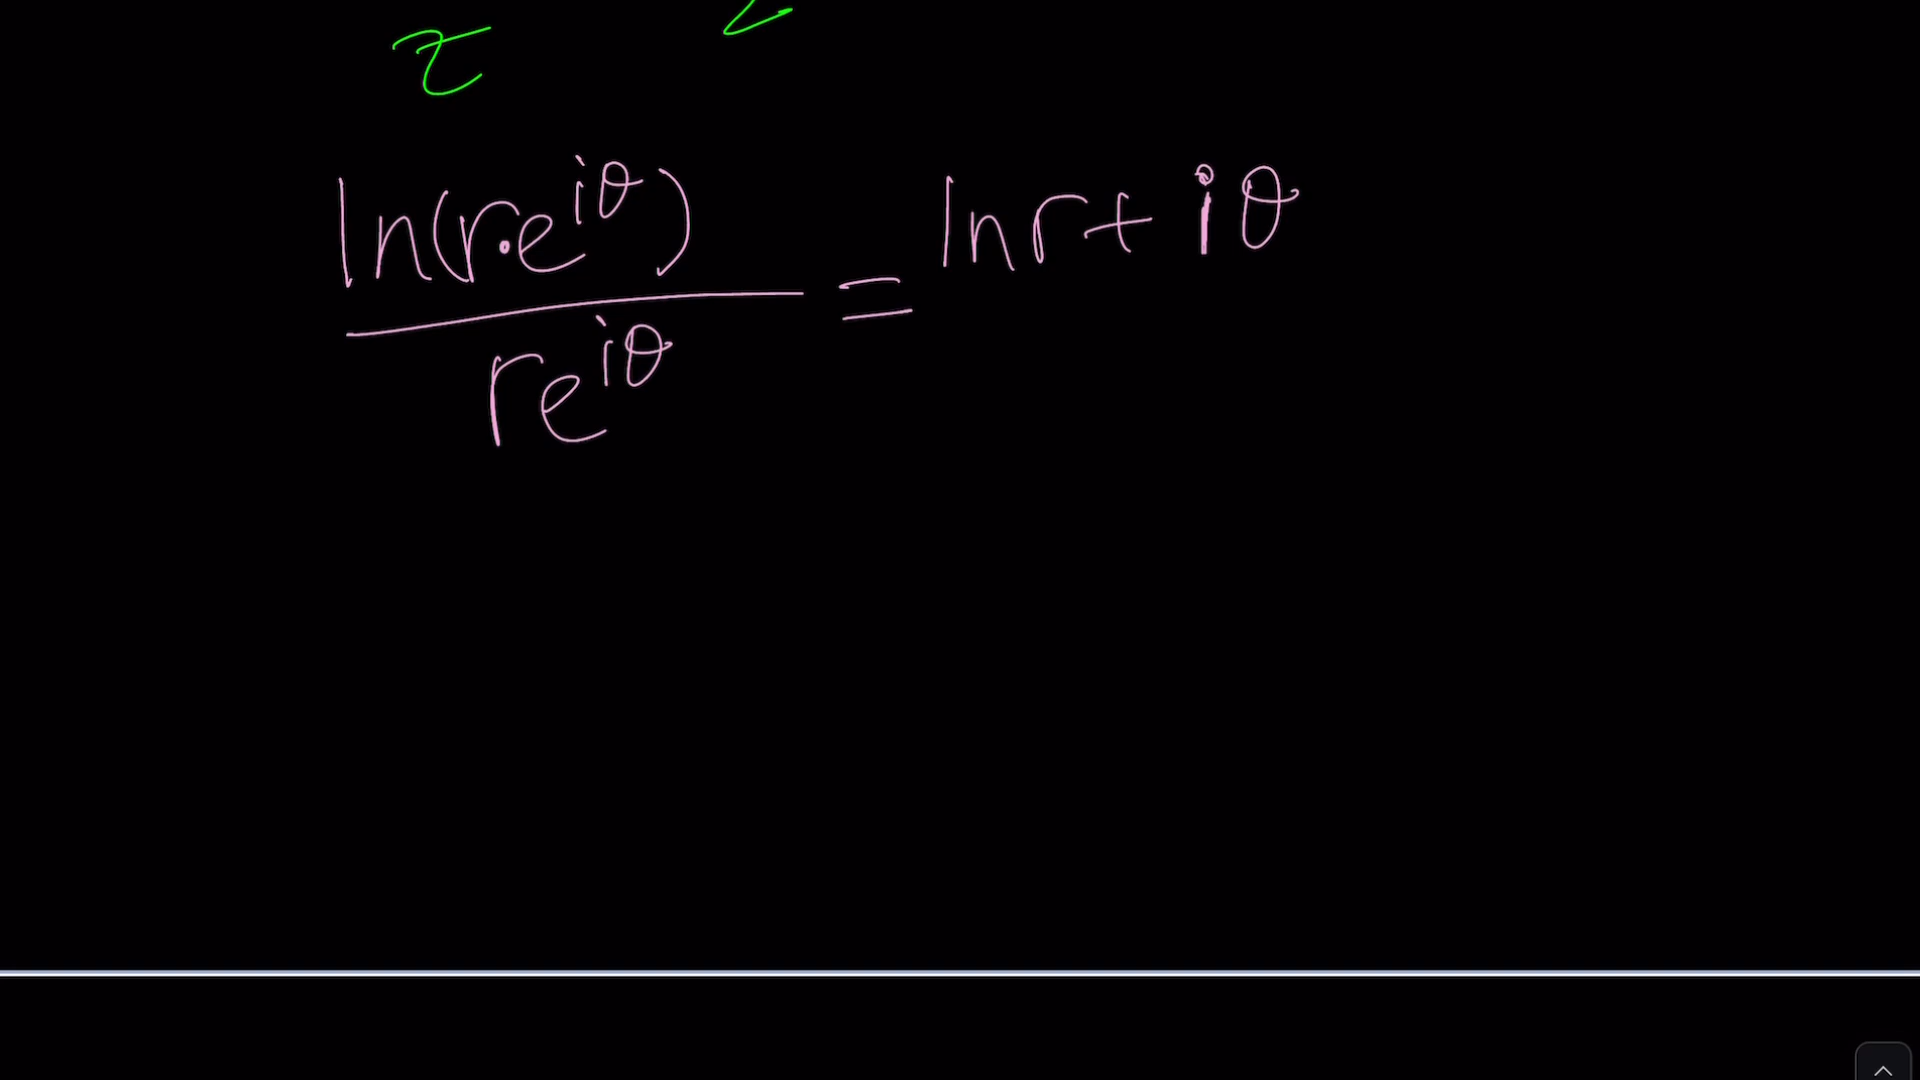 z
ln(r·e^{iθ}) / re^{iθ} = ln r + iθ